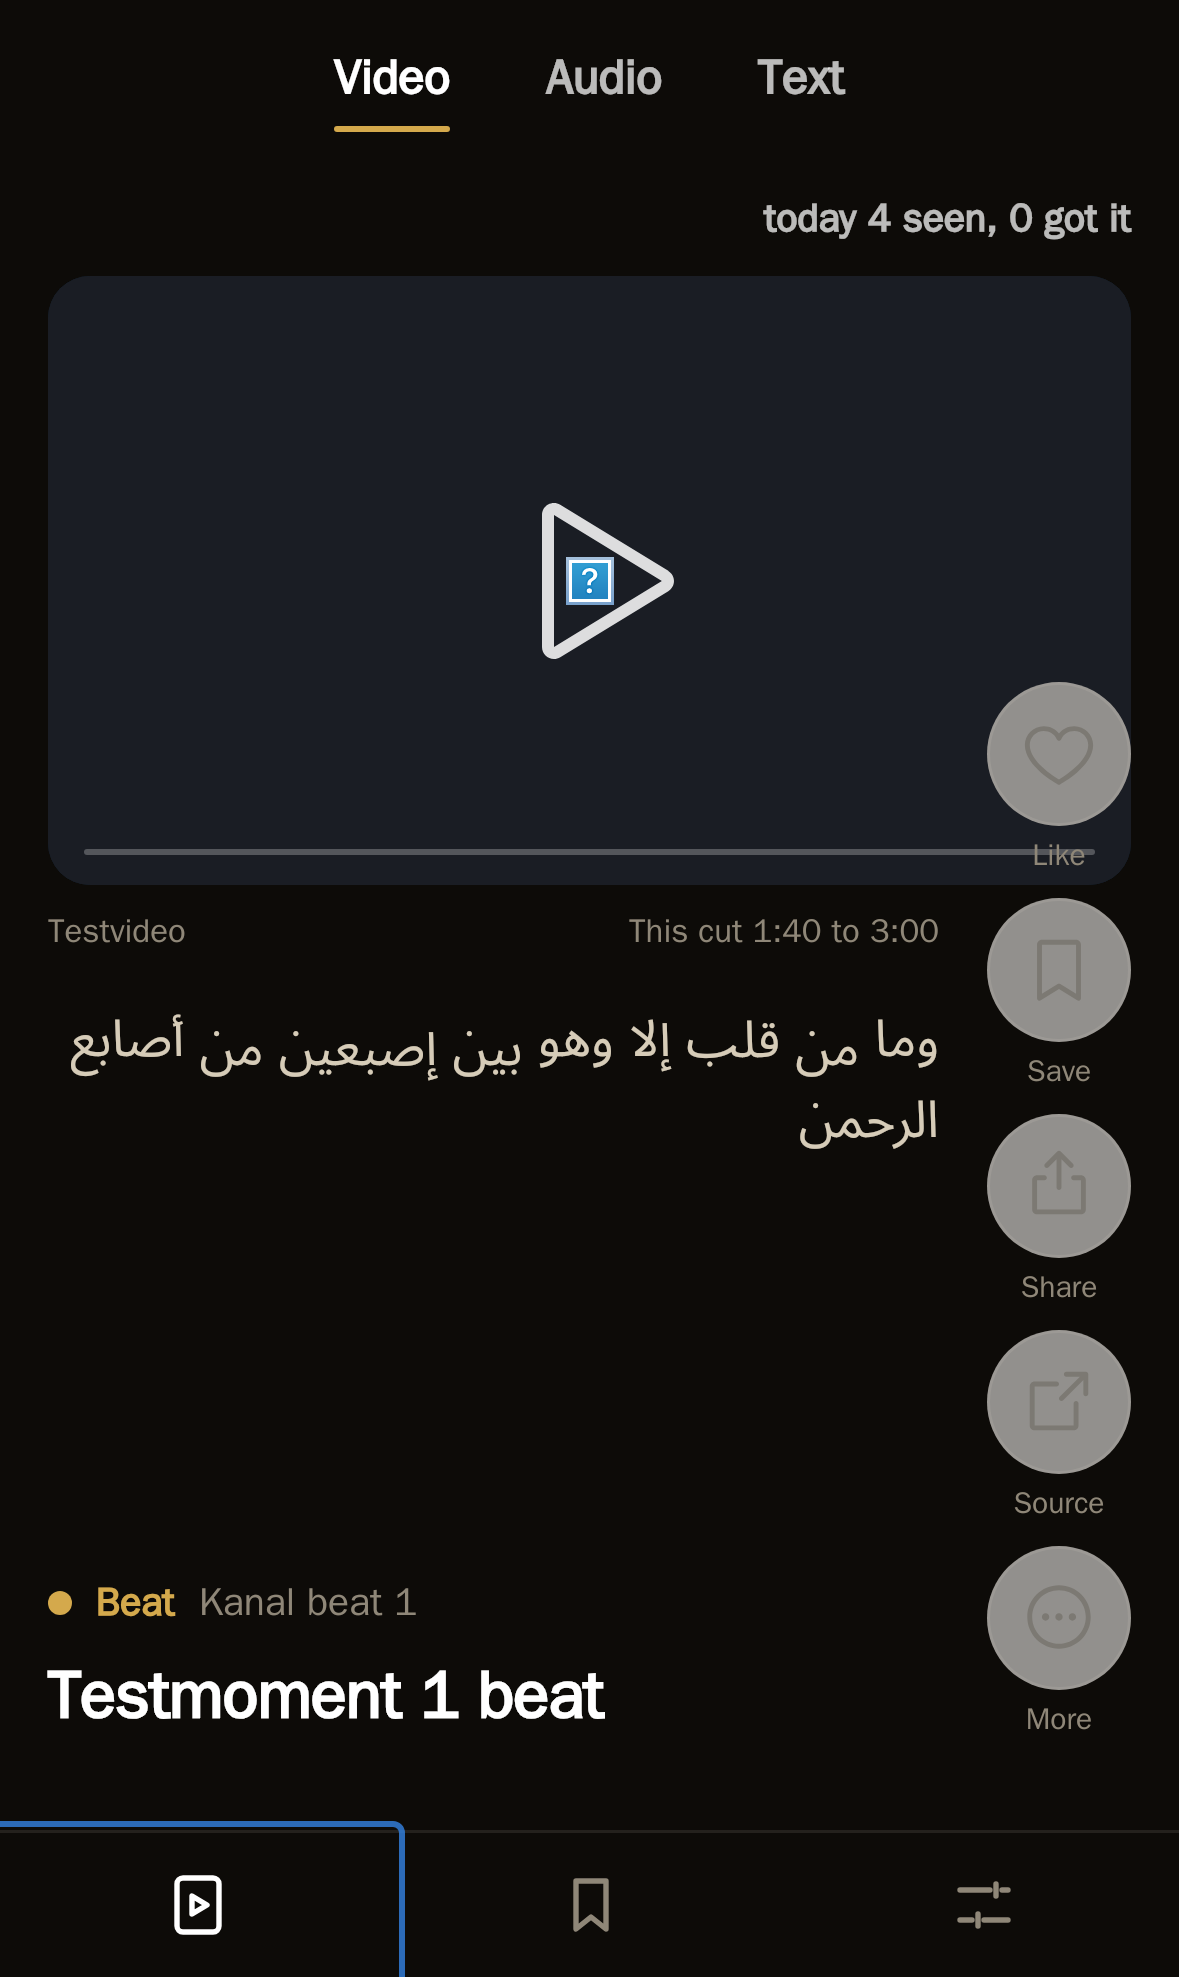 Video Audio Text
today 4 seen, 0 got it
?
Like
Testvideo This cut 1:40 to 3:00
وما من قلب إلا وهو بين إصبعين من أصابع
الرحمن
Save
Share
Source
Beat Kanal beat 1
Testmoment 1 beat
More